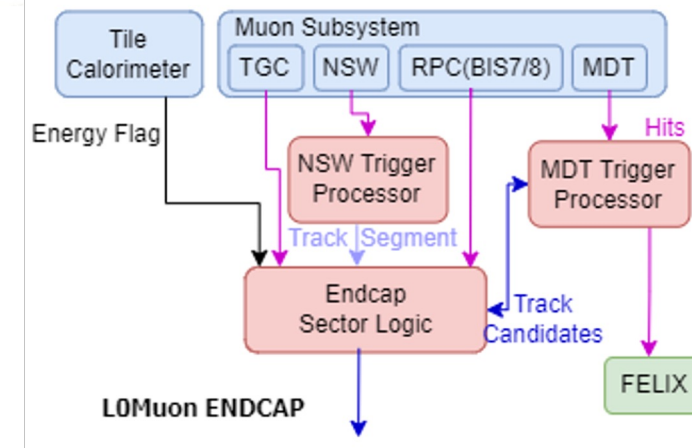 Tile
Calorimeter
Muon Subsystem
TGC
NSW
RPC(BIS7/8)
MDT
Energy Flag
Hits
NSW Trigger
Processor
MDT Trigger
Processor
Track Segment
Endcap
Sector Logic
Track
Candidates
FELIX
L0Muon ENDCAP